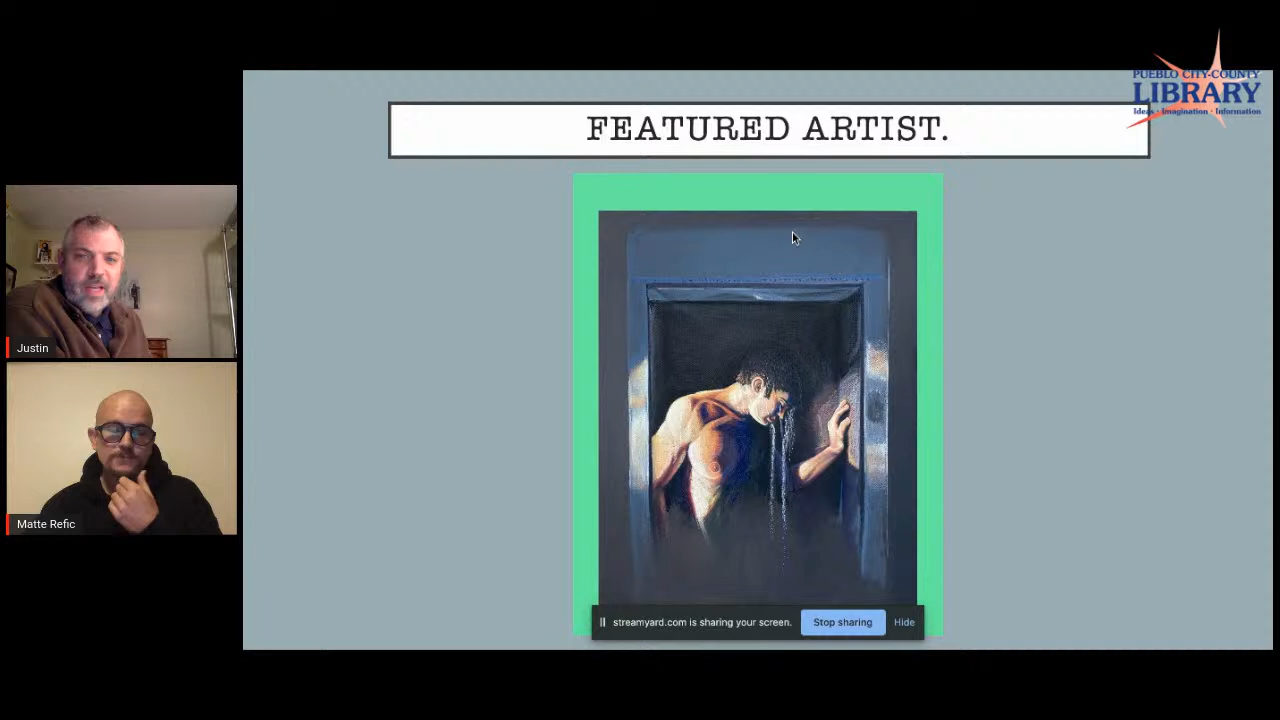 FEATURED ARTIST.
PUEBLO CITY-COUNTY
LIBRARY
Ideas · Imagination · Information
Justin
Matte Refic
streamyard.com is sharing your screen.
Stop sharing
Hide